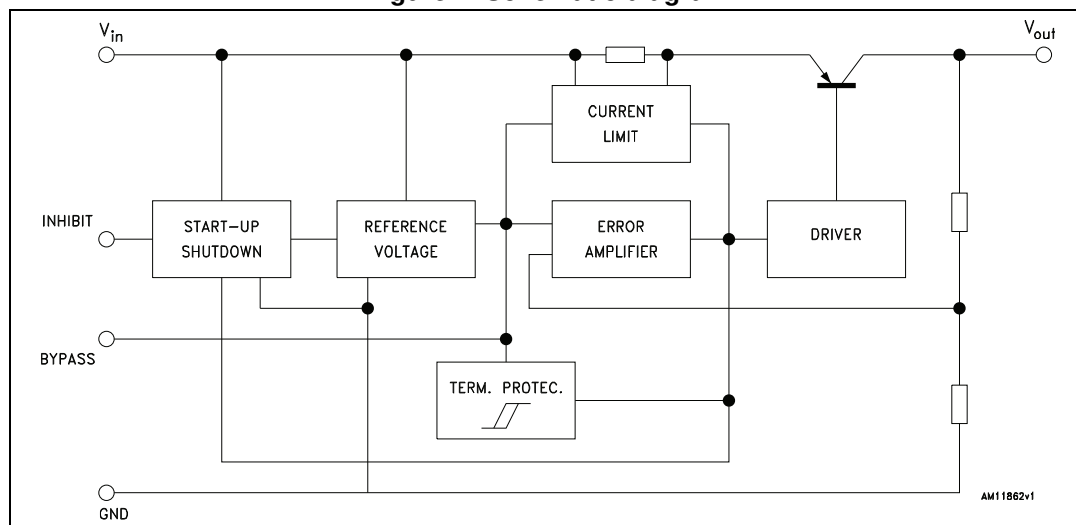 V_in
V_out
CURRENT
LIMIT
INHIBIT
START-UP
SHUTDOWN
REFERENCE
VOLTAGE
ERROR
AMPLIFIER
DRIVER
BYPASS
TERM. PROTEC.
GND
AM11862v1